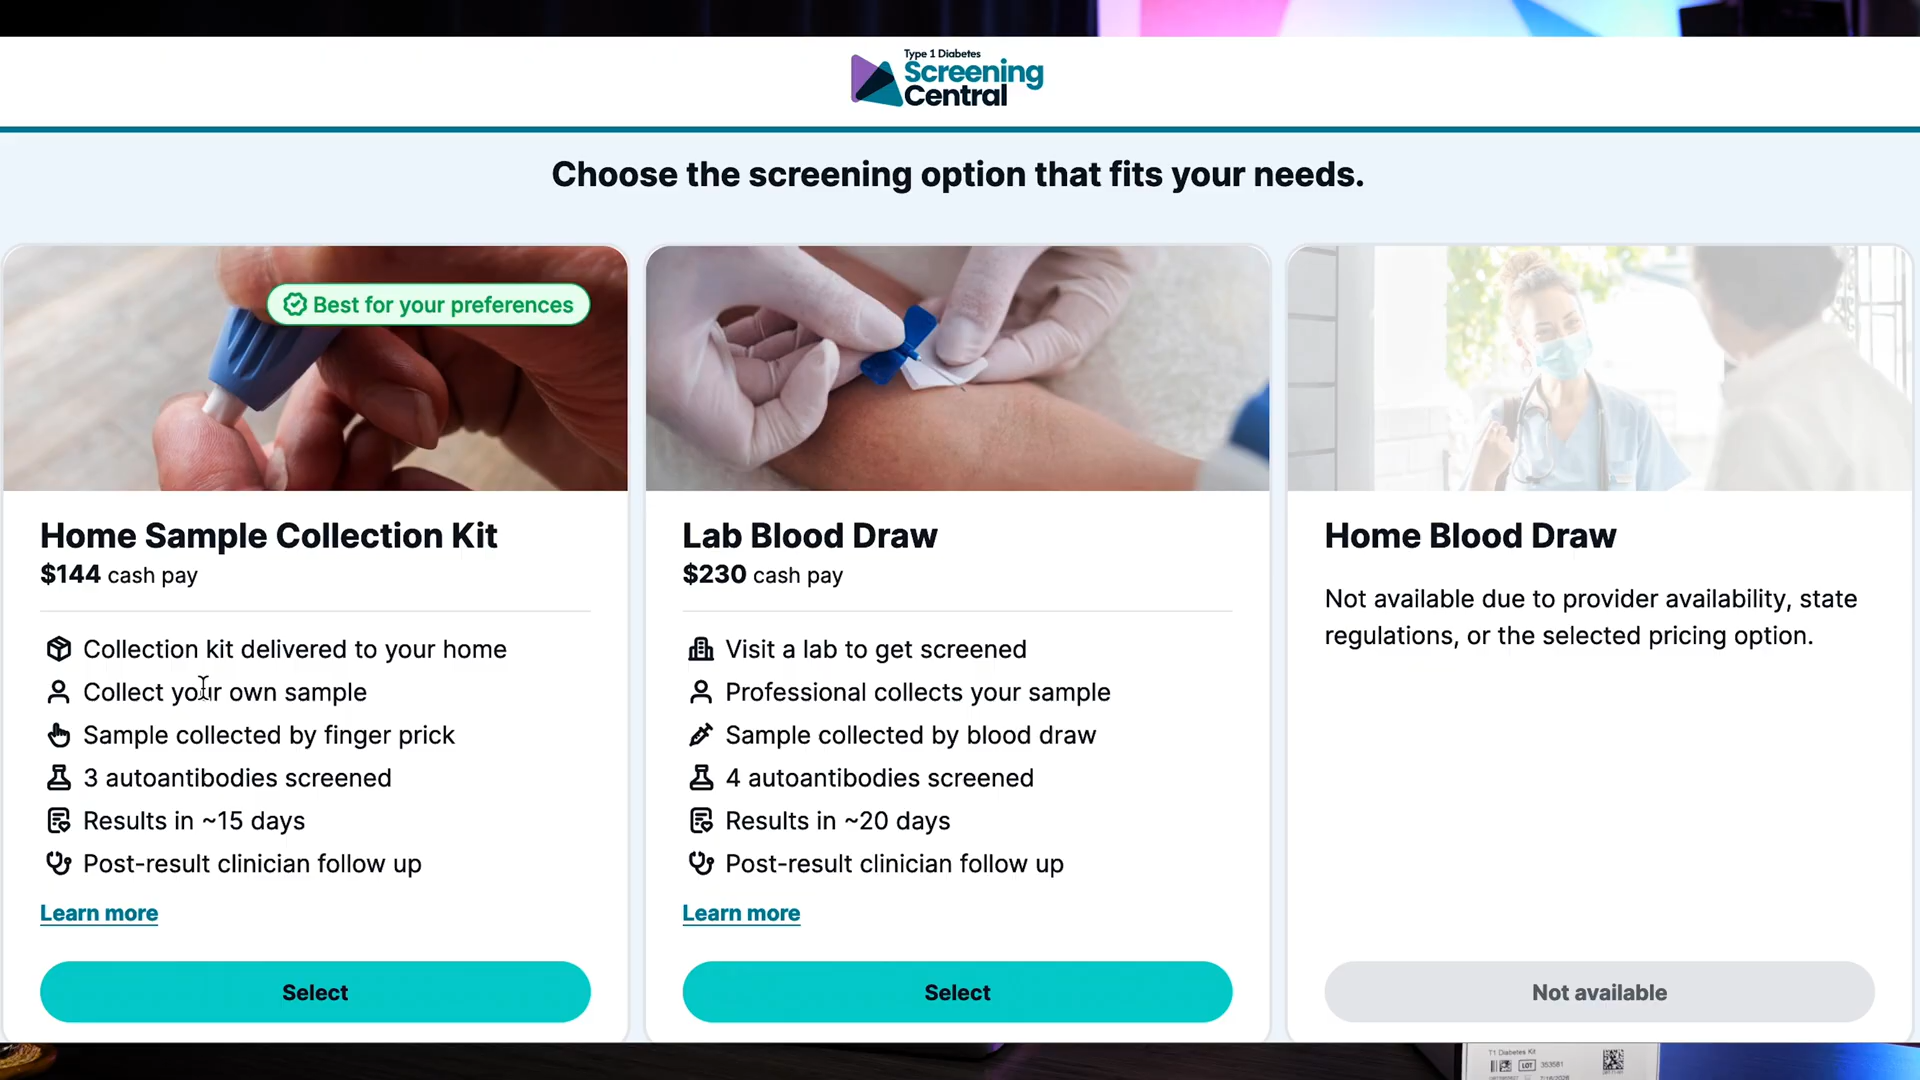 Type 1 Diabetes
Screening
Central
Choose the screening option that fits your needs.
Best for your preferences
Home Sample Collection Kit
$144 cash pay
Collection kit delivered to your home
Collect your own sample
Sample collected by finger prick
3 autoantibodies screened
Results in ~15 days
Post-result clinician follow up
Learn more
Select
Lab Blood Draw
$230 cash pay
Visit a lab to get screened
Professional collects your sample
Sample collected by blood draw
4 autoantibodies screened
Results in ~20 days
Post-result clinician follow up
Learn more
Select
Home Blood Draw
Not available due to provider availability, state
regulations, or the selected pricing option.
Not available
T1 Diabetes Kit
LOT 353581